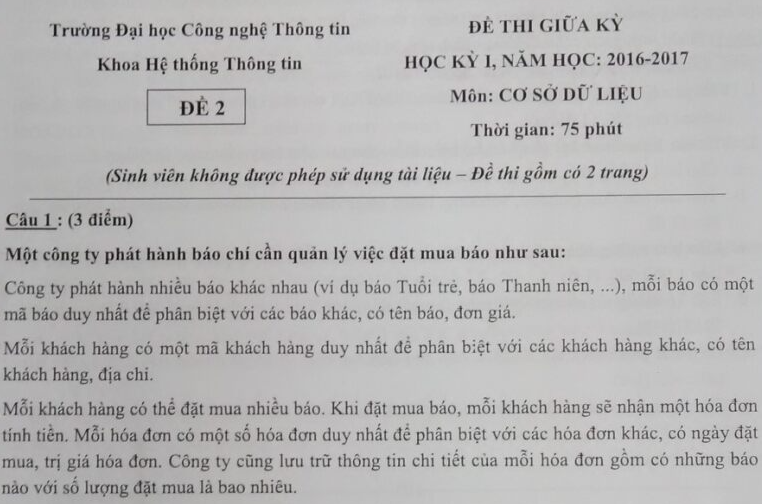 Trường Đại học Công nghệ Thông tin
Khoa Hệ thống Thông tin
ĐỀ 2
ĐỀ THI GIỮA KỲ
HỌC KỲ I, NĂM HỌC: 2016-2017
Môn: CƠ SỞ DỮ LIỆU
Thời gian: 75 phút
(Sinh viên không được phép sử dụng tài liệu – Đề thi gồm có 2 trang)
Câu 1 : (3 điểm)
Một công ty phát hành báo chí cần quản lý việc đặt mua báo như sau:
Công ty phát hành nhiều báo khác nhau (ví dụ báo Tuổi trẻ, báo Thanh niên, ...), mỗi báo có một
mã báo duy nhất để phân biệt với các báo khác, có tên báo, đơn giá.
Mỗi khách hàng có một mã khách hàng duy nhất để phân biệt với các khách hàng khác, có tên
khách hàng, địa chỉ.
Mỗi khách hàng có thể đặt mua nhiều báo. Khi đặt mua báo, mỗi khách hàng sẽ nhận một hóa đơn
tính tiền. Mỗi hóa đơn có một số hóa đơn duy nhất để phân biệt với các hóa đơn khác, có ngày đặt
mua, trị giá hóa đơn. Công ty cũng lưu trữ thông tin chi tiết của mỗi hóa đơn gồm có những báo
nào với số lượng đặt mua là bao nhiêu.